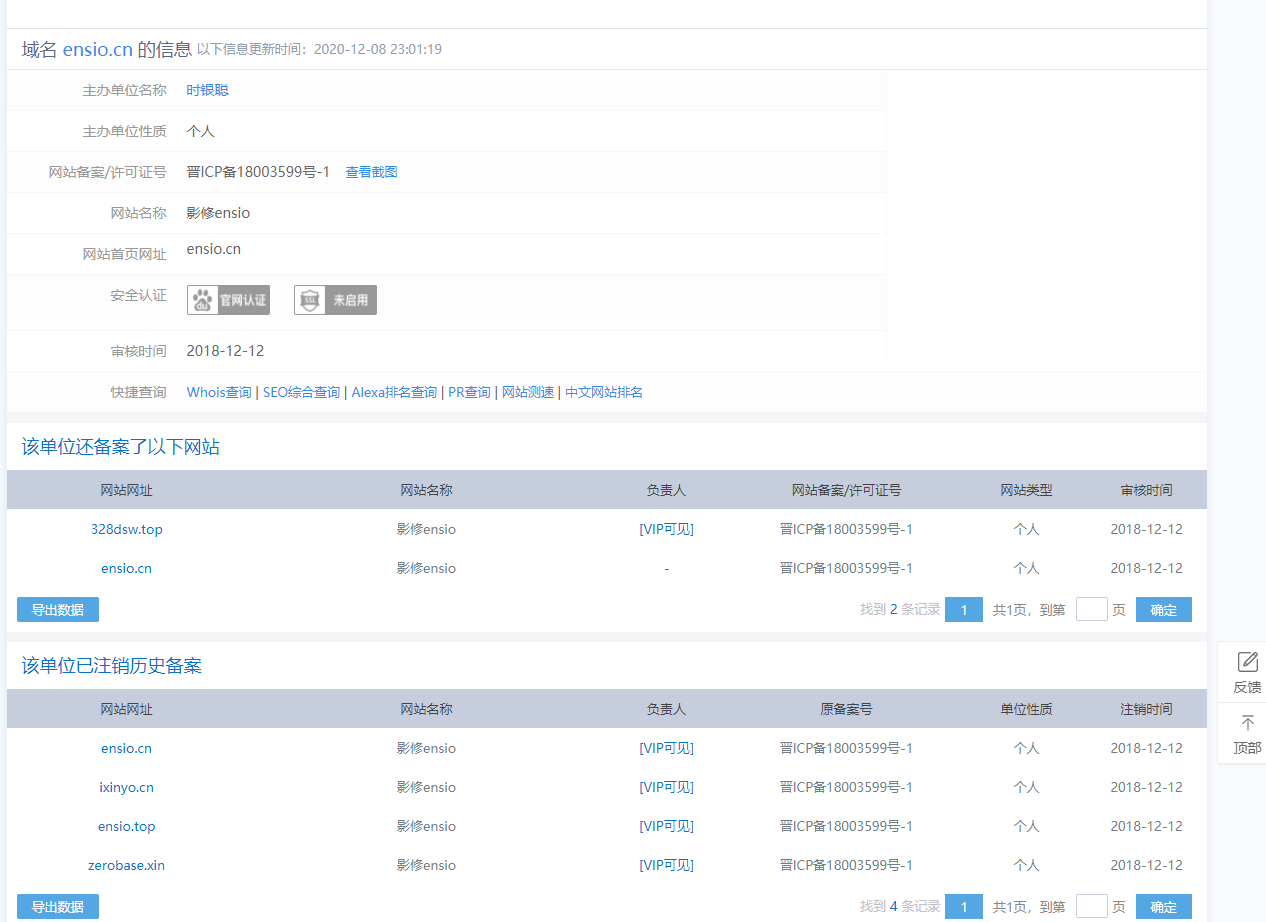 域名 ensio.cn 的信息 以下信息更新时间：2020-12-08 23:01:19
主办单位名称 时银聪
主办单位性质 个人
网站备案/许可证号 晋ICP备18003599号-1 查看截图
网站名称 影修ensio
网站首页网址 ensio.cn
安全认证 du 官网认证 SSL 未启用
审核时间 2018-12-12
快捷查询 Whois查询 | SEO综合查询 | Alexa排名查询 | PR查询 | 网站测速 | 中文网站排名
该单位还备案了以下网站
网站网址 网站名称 负责人 网站备案/许可证号 网站类型 审核时间
328dsw.top 影修ensio [VIP可见] 晋ICP备18003599号-1 个人 2018-12-12
ensio.cn 影修ensio - 晋ICP备18003599号-1 个人 2018-12-12
导出数据 找到 2 条记录 1 共1页，到第 页 确定
该单位已注销历史备案
网站网址 网站名称 负责人 原备案号 单位性质 注销时间
ensio.cn 影修ensio [VIP可见] 晋ICP备18003599号-1 个人 2018-12-12
ixinyo.cn 影修ensio [VIP可见] 晋ICP备18003599号-1 个人 2018-12-12
ensio.top 影修ensio [VIP可见] 晋ICP备18003599号-1 个人 2018-12-12
zerobase.xin 影修ensio [VIP可见] 晋ICP备18003599号-1 个人 2018-12-12
导出数据 找到 4 条记录 1 共1页，到第 页 确定
反馈
顶部